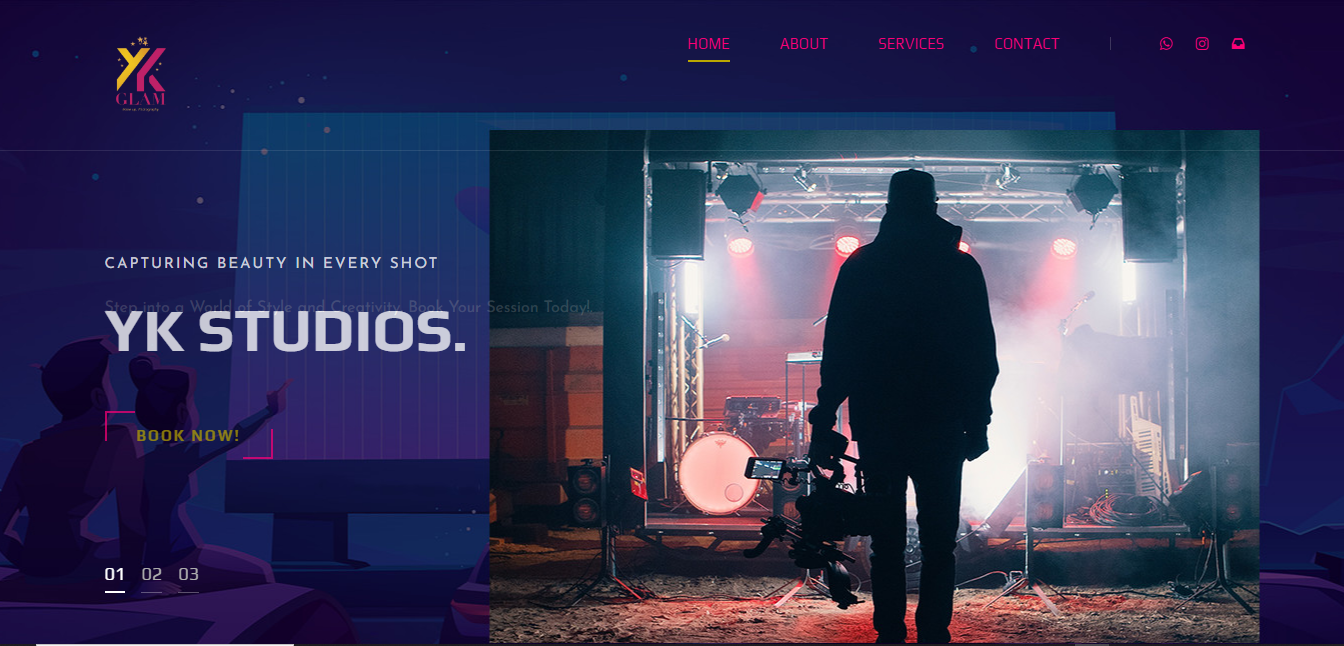 YK
GLAM
HOME ABOUT SERVICES CONTACT
CAPTURING BEAUTY IN EVERY SHOT
Step into a World of Style and Creativity. Book Your Session Today!.
YK STUDIOS.
BOOK NOW!
01 02 03